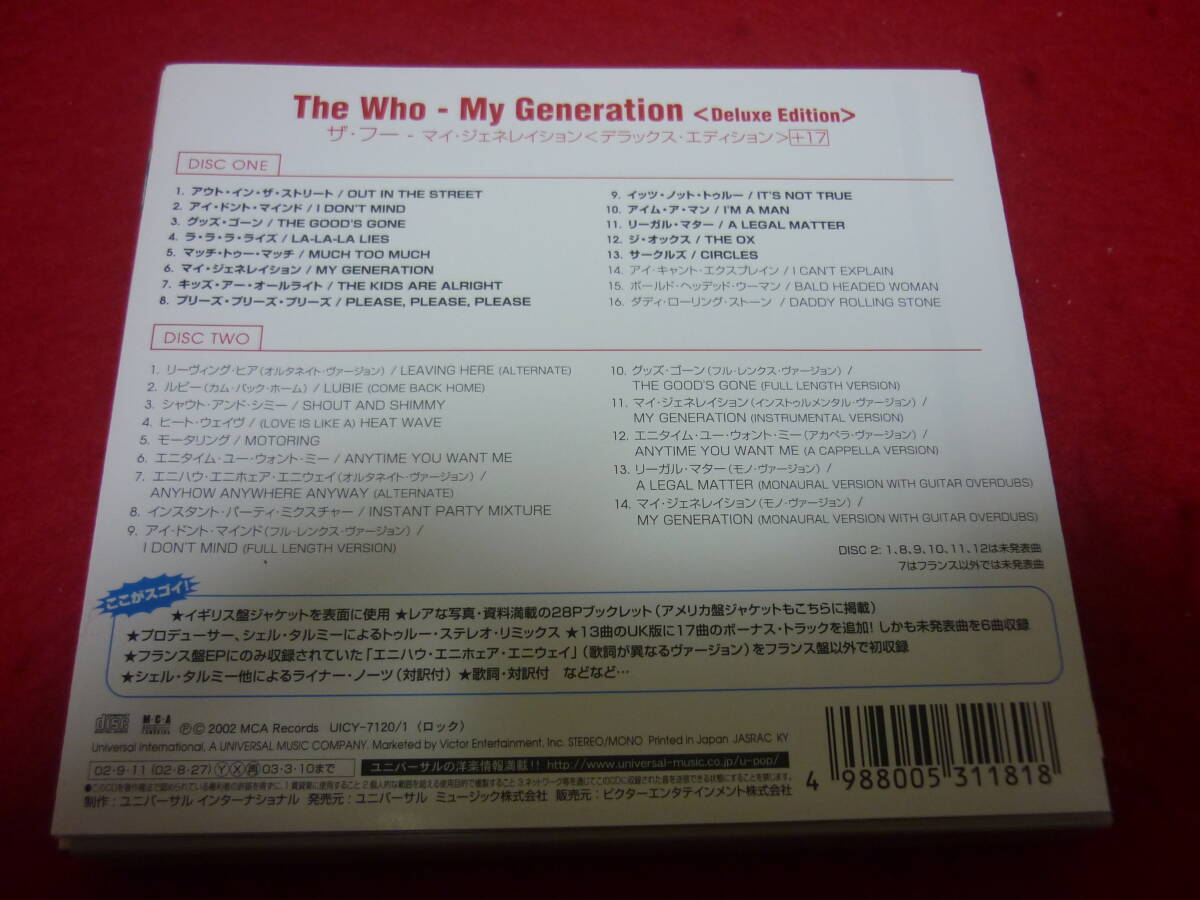 The Who - My Generation <Deluxe Edition>
ザ・フー - マイ・ジェネレイション<デラックス・エディション>+17
DISC ONE
1. アウト・イン・ザ・ストリート / OUT IN THE STREET
2. アイ・ドント・マインド / I DON'T MIND
3. グッズ・ゴーン / THE GOOD'S GONE
4. ラ・ラ・ラ・ライズ / LA-LA-LA LIES
5. マッチ・トゥー・マッチ / MUCH TOO MUCH
6. マイ・ジェネレイション / MY GENERATION
7. キッズ・アー・オールライト / THE KIDS ARE ALRIGHT
8. プリーズ・プリーズ・プリーズ / PLEASE, PLEASE, PLEASE
9. イッツ・ノット・トゥルー / IT'S NOT TRUE
10. アイム・ア・マン / I'M A MAN
11. リーガル・マター / A LEGAL MATTER
12. ジ・オックス / THE OX
13. サークルズ / CIRCLES
14. アイ・キャント・エクスプレイン / I CAN'T EXPLAIN
15. ボールド・ヘッデッド・ウーマン / BALD HEADED WOMAN
16. ダディ・ローリング・ストーン / DADDY ROLLING STONE
DISC TWO
1. リーヴィング・ヒア(オルタネイト・ヴァージョン) / LEAVING HERE (ALTERNATE)
2. ルビー(カム・バック・ホーム) / LUBIE (COME BACK HOME)
3. シャウト・アンド・シミー / SHOUT AND SHIMMY
4. ヒート・ウェイヴ / (LOVE IS LIKE A) HEAT WAVE
5. モータリング / MOTORING
6. エニタイム・ユー・ウォント・ミー / ANYTIME YOU WANT ME
7. エニハウ・エニホェア・エニウェイ(オルタネイト・ヴァージョン) /
ANYHOW ANYWHERE ANYWAY (ALTERNATE)
8. インスタント・パーティ・ミクスチャー / INSTANT PARTY MIXTURE
9. アイ・ドント・マインド(フル・レンクス・ヴァージョン) /
I DON'T MIND (FULL LENGTH VERSION)
10. グッズ・ゴーン(フル・レンクス・ヴァージョン) /
THE GOOD'S GONE (FULL LENGTH VERSION)
11. マイ・ジェネレイション(インストゥルメンタル・ヴァージョン) /
MY GENERATION (INSTRUMENTAL VERSION)
12. エニタイム・ユー・ウォント・ミー(アカペラ・ヴァージョン) /
ANYTIME YOU WANT ME (A CAPPELLA VERSION)
13. リーガル・マター(モノ・ヴァージョン) /
A LEGAL MATTER (MONAURAL VERSION WITH GUITAR OVERDUBS)
14. マイ・ジェネレイション(モノ・ヴァージョン) /
MY GENERATION (MONAURAL VERSION WITH GUITAR OVERDUBS)
DISC 2: 1、8、9、10、11、12は未発表曲
7はフランス以外では未発表曲
ここがスゴイ!
★イギリス盤ジャケットを表面に使用 ★レアな写真・資料満載の28Pブックレット(アメリカ盤ジャケットもこちらに掲載)
★プロデューサー、シェル・タルミーによるトゥルー・ステレオ・リミックス ★13曲のUK版に17曲のボーナス・トラックを追加! しかも未発表曲を6曲収録
★フランス盤EPにのみ収録されていた「エニハウ・エニホェア・エニウェイ」(歌詞が異なるヴァージョン)をフランス盤以外で初収録
★シェル・タルミー他によるライナー・ノーツ(対訳付) ★歌詞・対訳付 などなど…
disc MCA ℗© 2002 MCA Records UICY-7120/1 (ロック)
Universal International, A UNIVERSAL MUSIC COMPANY. Marketed by Victor Entertainment, Inc. STEREO/MONO Printed in Japan JASRAC KY
02・9・11 (02・8・27) Ⓨ Ⓧ 再 03・3・10まで
ユニバーサルの洋楽情報満載!! http://www.universal-music.co.jp/u-pop/
制作:ユニバーサル インターナショナル 発売元:ユニバーサル ミュージック株式会社 販売元:ビクターエンタテインメント株式会社
4 988005 311818